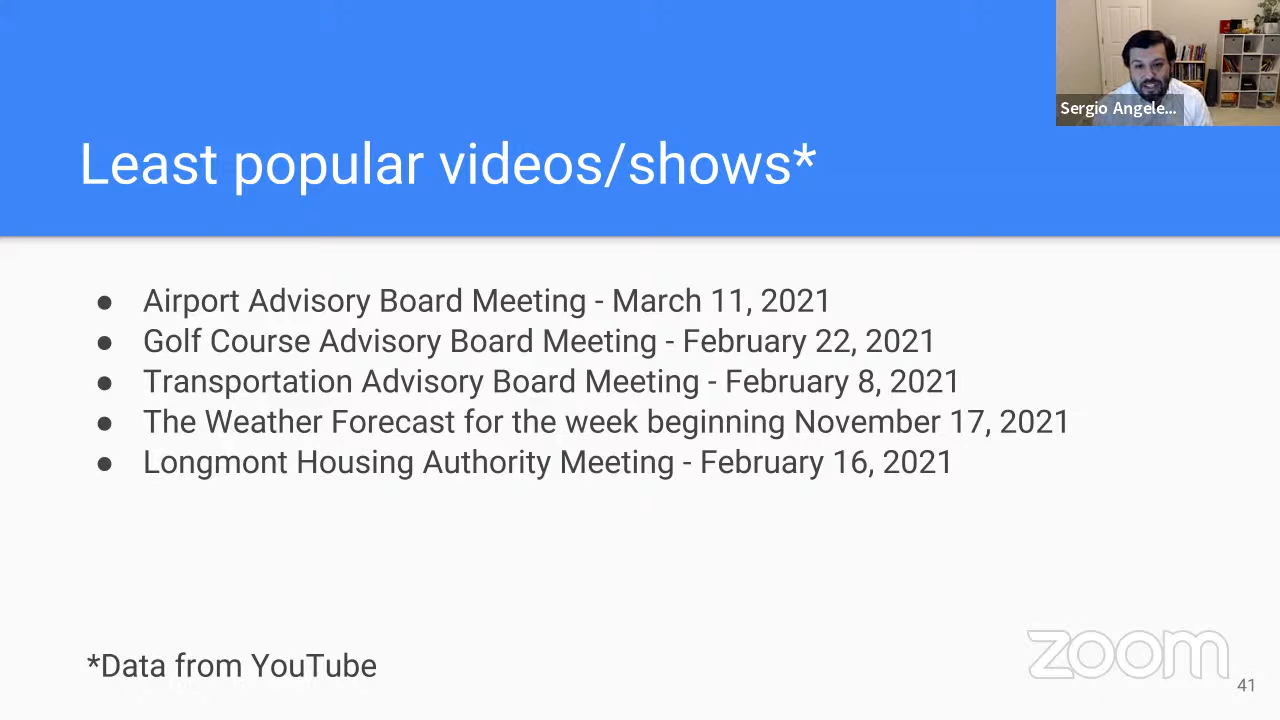 Sergio Angele...
Least popular videos/shows*
● Airport Advisory Board Meeting - March 11, 2021
● Golf Course Advisory Board Meeting - February 22, 2021
● Transportation Advisory Board Meeting - February 8, 2021
● The Weather Forecast for the week beginning November 17, 2021
● Longmont Housing Authority Meeting - February 16, 2021
*Data from YouTube
zoom
41